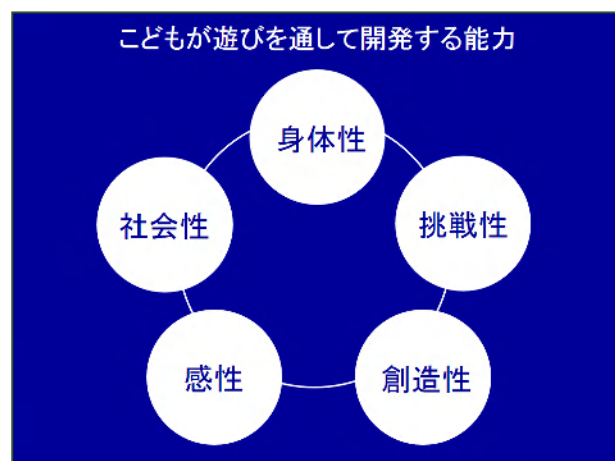 こどもが遊びを通して開発する能力
身体性
社会性
挑戦性
感性
創造性